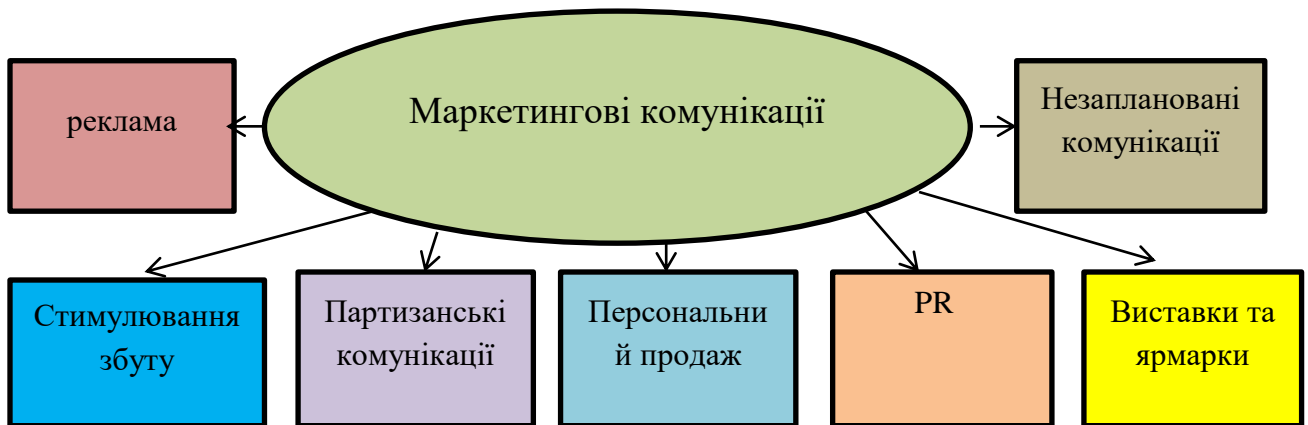 Маркетингові комунікації
реклама
Незаплановані
комунікації
Стимулювання
збуту
Партизанські
комунікації
Персональни
й продаж
PR
Виставки та
ярмарки